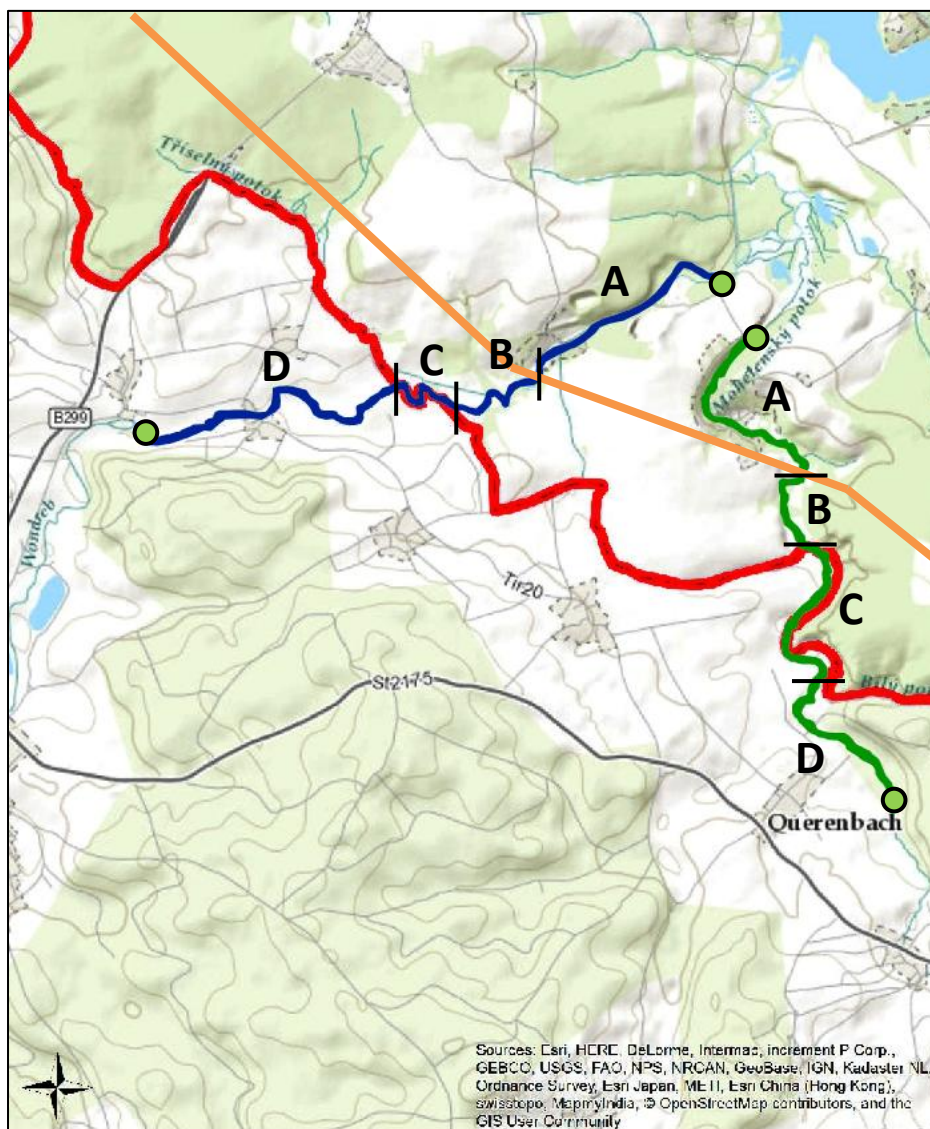 Tříselný potok
A
Mohelenský potok
B
C
D
A
B299
B
Wondreb
Tir20
C
St2175
Bílý po
D
Querenbach
Sources: Esri, HERE, DeLorme, Intermap, increment P Corp.,
GEBCO, USGS, FAO, NPS, NRCAN, GeoBase, IGN, Kadaster NL,
Ordnance Survey, Esri Japan, METI, Esri China (Hong Kong),
swisstopo, MapmyIndia, © OpenStreetMap contributors, and the
GIS User Community